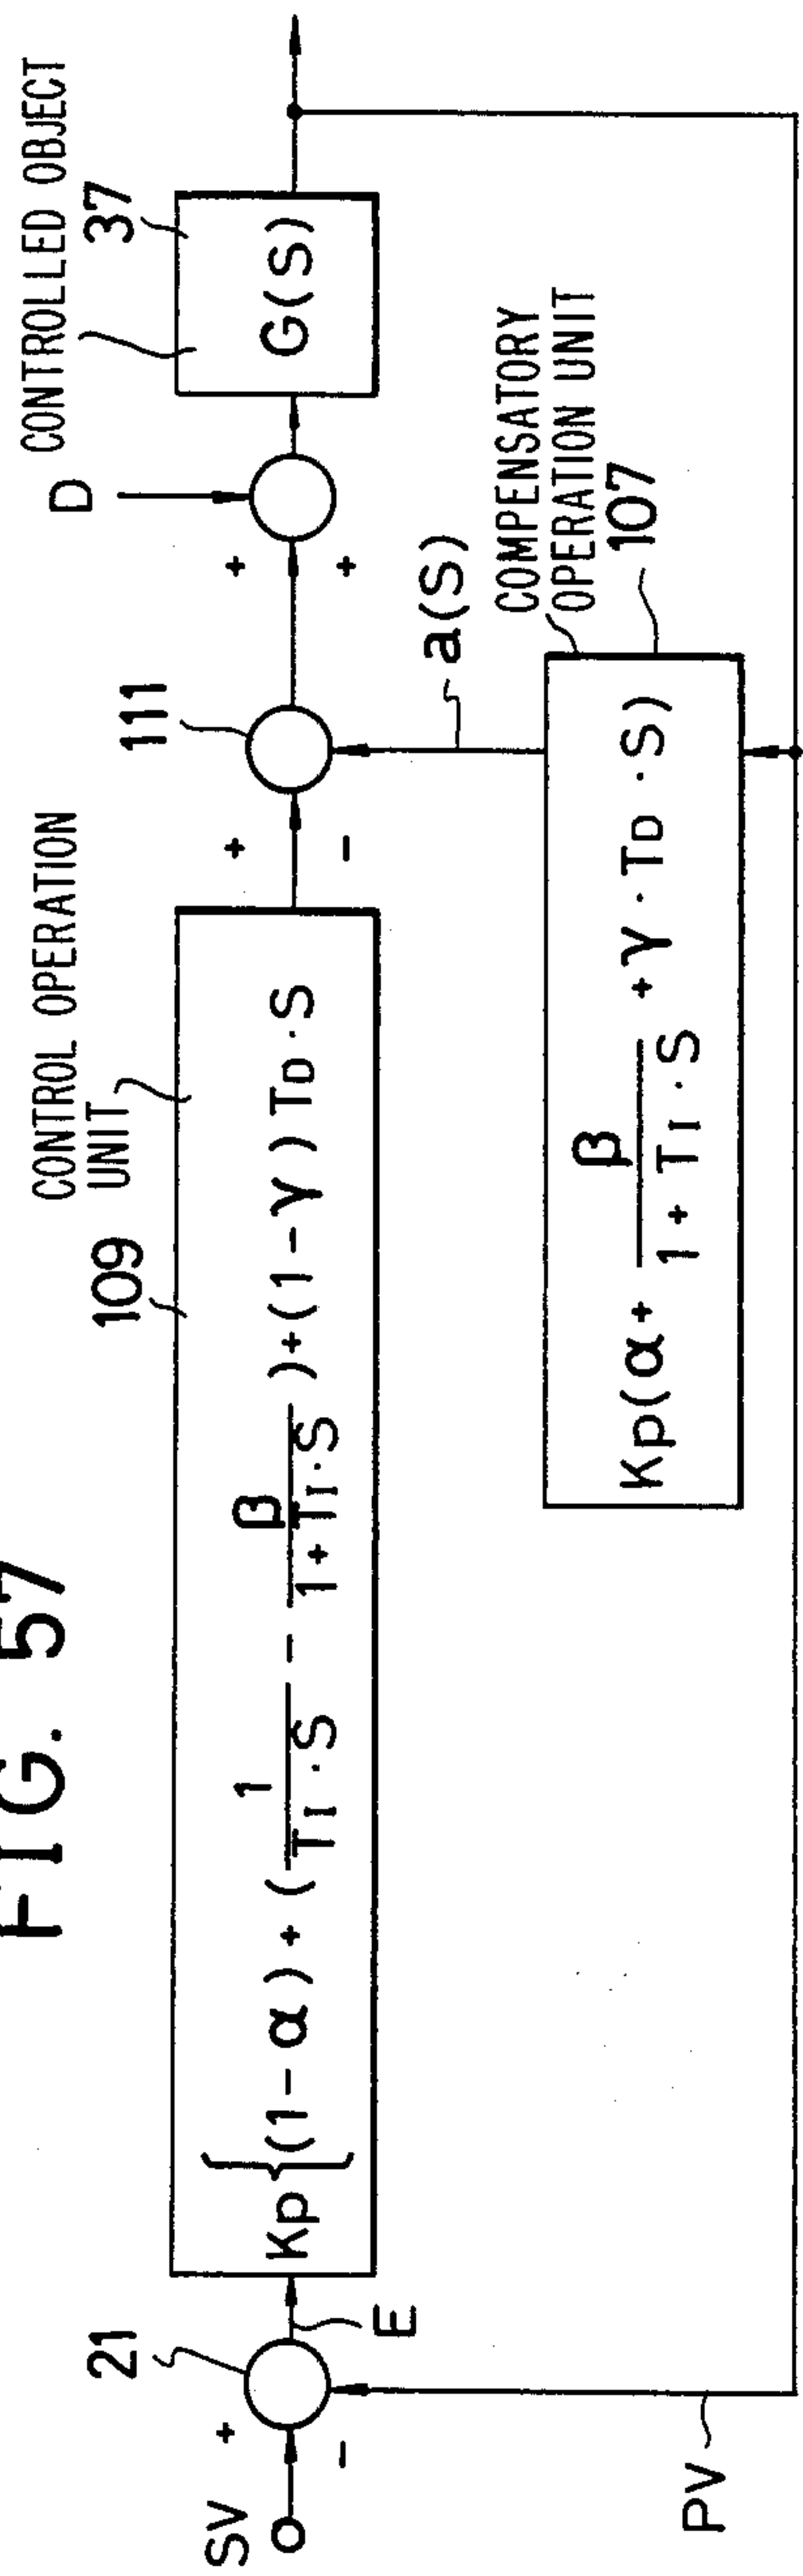 FIG. 57
SV
+
-
21
E
PV
109
CONTROL OPERATION
UNIT
Kp{(1-α)+(1/TI·S - β/1+TI·S)+(1-γ)TD·S
+
-
111
a(S)
+
+
D
CONTROLLED OBJECT
37
G(S)
COMPENSATORY
OPERATION UNIT
107
Kp(α+β/1+TI·S+γ·TD·S)